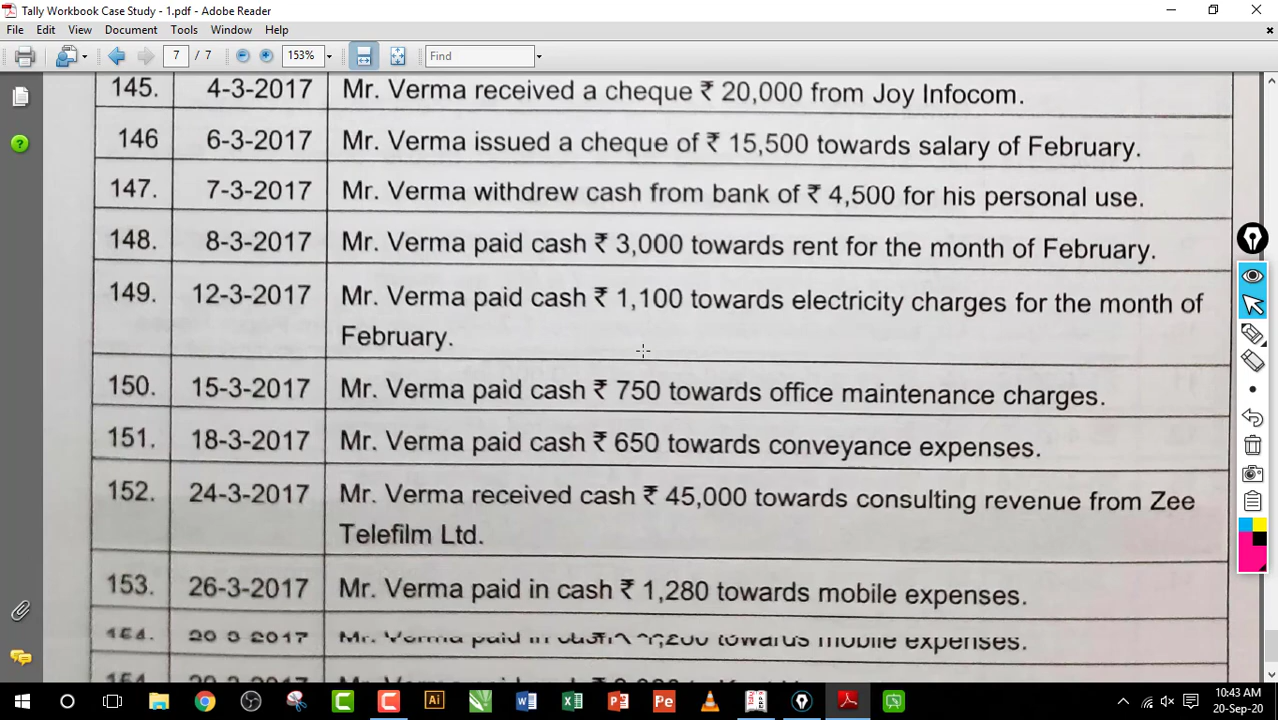 Tally Workbook Case Study - 1.pdf - Adobe Reader
File Edit View Document Tools Window Help
7 / 7 153% Find
145. 4-3-2017 Mr. Verma received a cheque ₹ 20,000 from Joy Infocom.
146 6-3-2017 Mr. Verma issued a cheque of ₹ 15,500 towards salary of February.
147. 7-3-2017 Mr. Verma withdrew cash from bank of ₹ 4,500 for his personal use.
148. 8-3-2017 Mr. Verma paid cash ₹ 3,000 towards rent for the month of February.
149. 12-3-2017 Mr. Verma paid cash ₹ 1,100 towards electricity charges for the month of
February.
150. 15-3-2017 Mr. Verma paid cash ₹ 750 towards office maintenance charges.
151. 18-3-2017 Mr. Verma paid cash ₹ 650 towards conveyance expenses.
152. 24-3-2017 Mr. Verma received cash ₹ 45,000 towards consulting revenue from Zee
Telefilm Ltd.
153. 26-3-2017 Mr. Verma paid in cash ₹ 1,280 towards mobile expenses.
Mr. Verma paid in towards mobile expenses.
10:43 AM
20-Sep-20